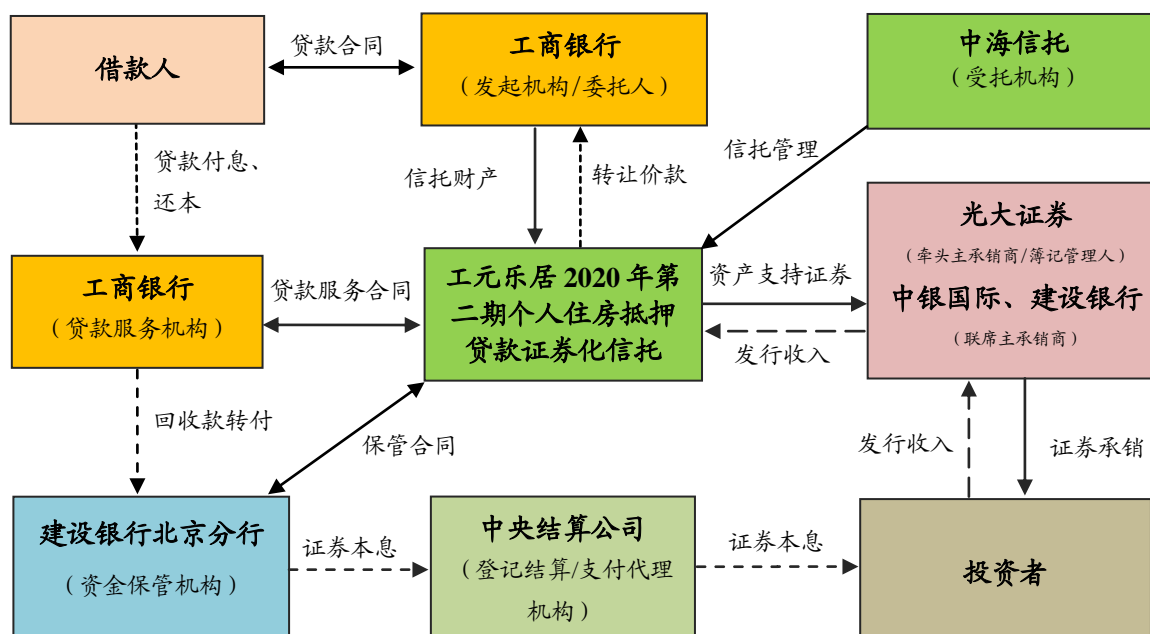 借款人
贷款合同
工商银行
（发起机构/委托人）
中海信托
（受托机构）
贷款付息、
还本
信托财产
转让价款
信托管理
工商银行
（贷款服务机构）
贷款服务合同
工元乐居 2020 年第
二期个人住房抵押
贷款证券化信托
资产支持证券
发行收入
光大证券
（牵头主承销商/簿记管理人）
中银国际、建设银行
（联席主承销商）
回收款转付
保管合同
发行收入
证券承销
建设银行北京分行
（资金保管机构）
证券本息
中央结算公司
（登记结算/支付代理
机构）
证券本息
投资者